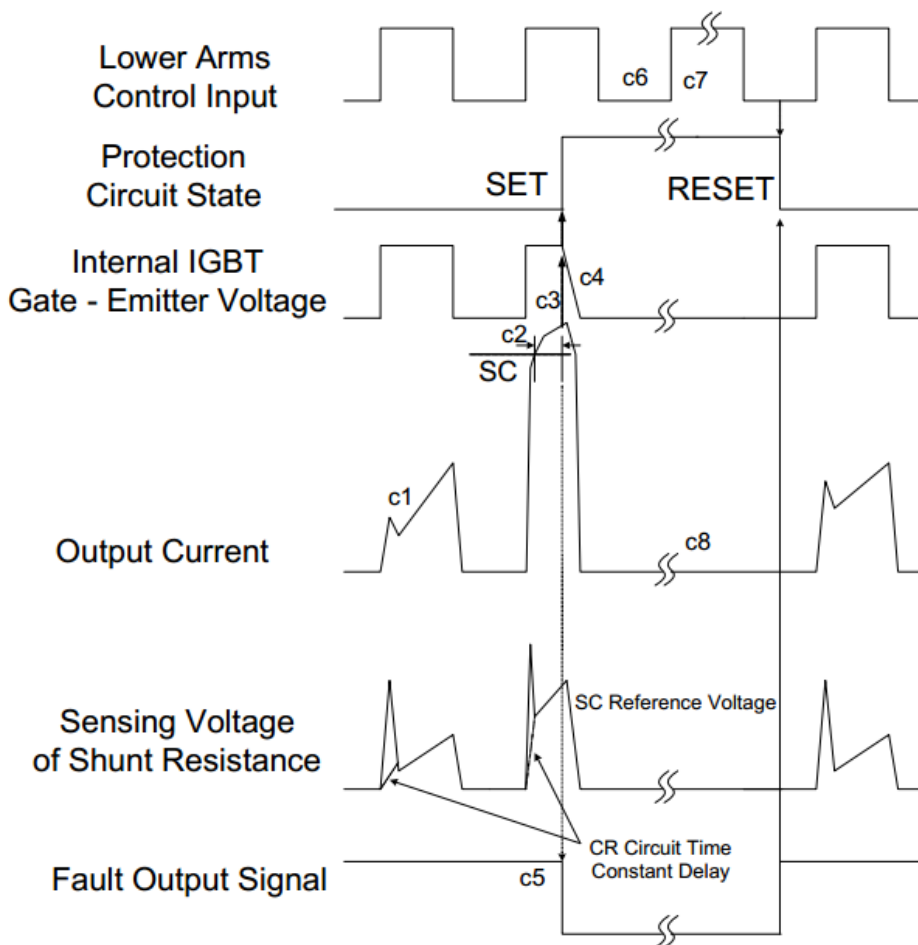 Lower Arms
Control Input
c6
c7
Protection
Circuit State
SET
RESET
Internal IGBT
Gate - Emitter Voltage
c4
c3
c2
SC
c1
Output Current
c8
SC Reference Voltage
Sensing Voltage
of Shunt Resistance
CR Circuit Time
Constant Delay
Fault Output Signal
c5